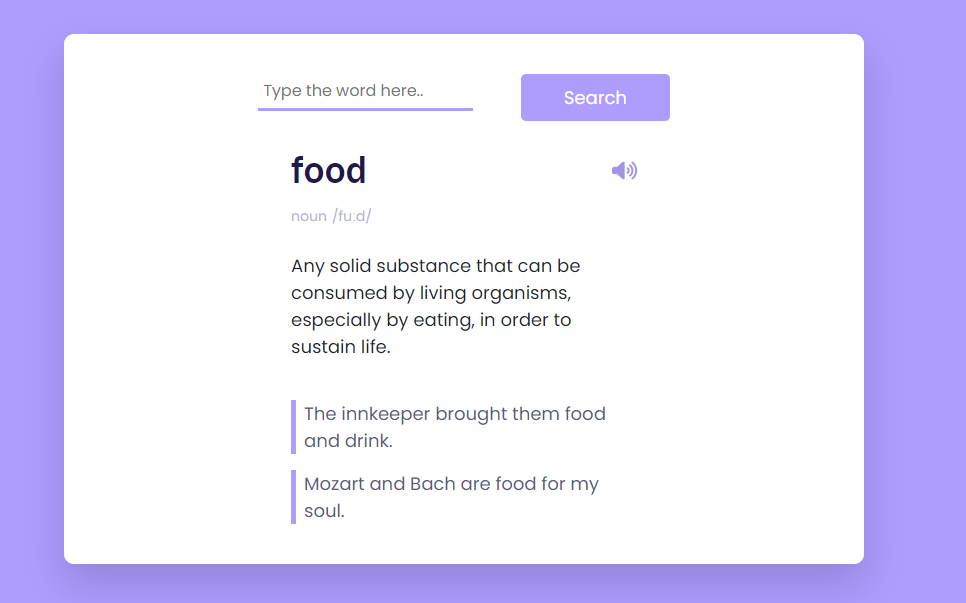 Type the word here..
Search
food
noun /fuːd/
Any solid substance that can be
consumed by living organisms,
especially by eating, in order to
sustain life.
The innkeeper brought them food
and drink.
Mozart and Bach are food for my
soul.